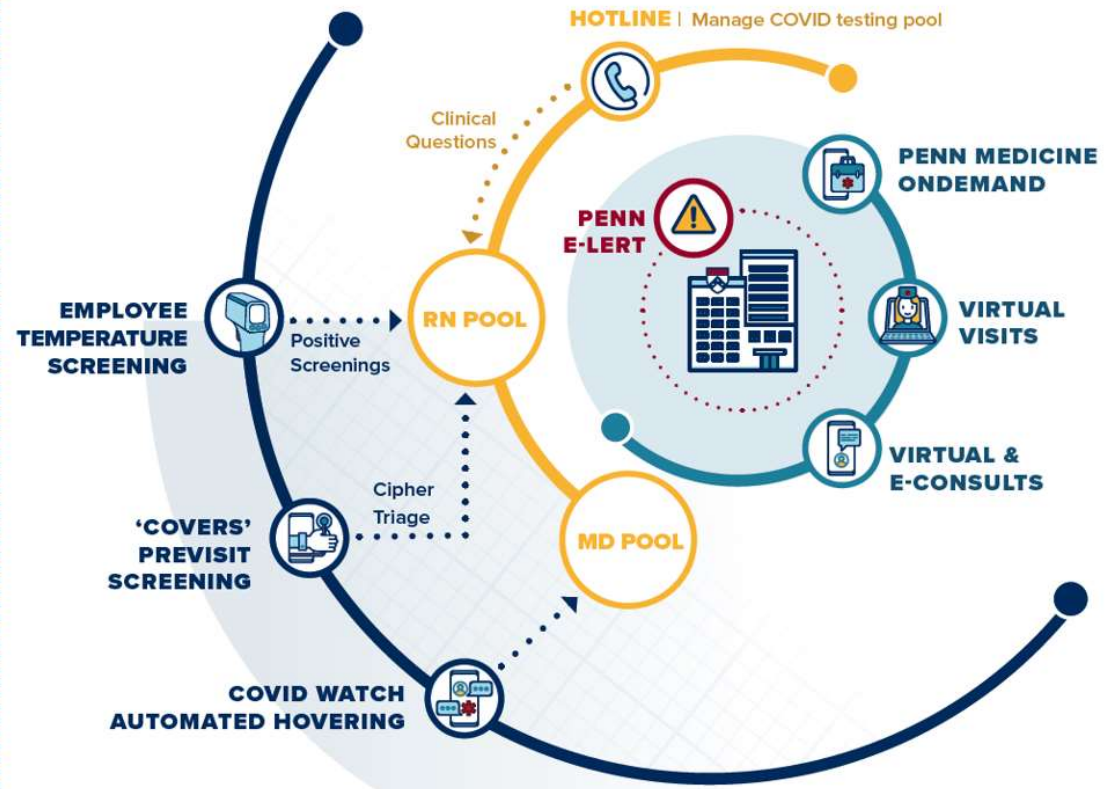 HOTLINE | Manage COVID testing pool
Clinical
Questions
PENN MEDICINE
ONDEMAND
PENN
E-LERT
EMPLOYEE
TEMPERATURE
SCREENING
Positive
Screenings
RN POOL
VIRTUAL
VISITS
VIRTUAL &
E-CONSULTS
Cipher
Triage
‘COVERS’
PREVISIT
SCREENING
MD POOL
COVID WATCH
AUTOMATED HOVERING